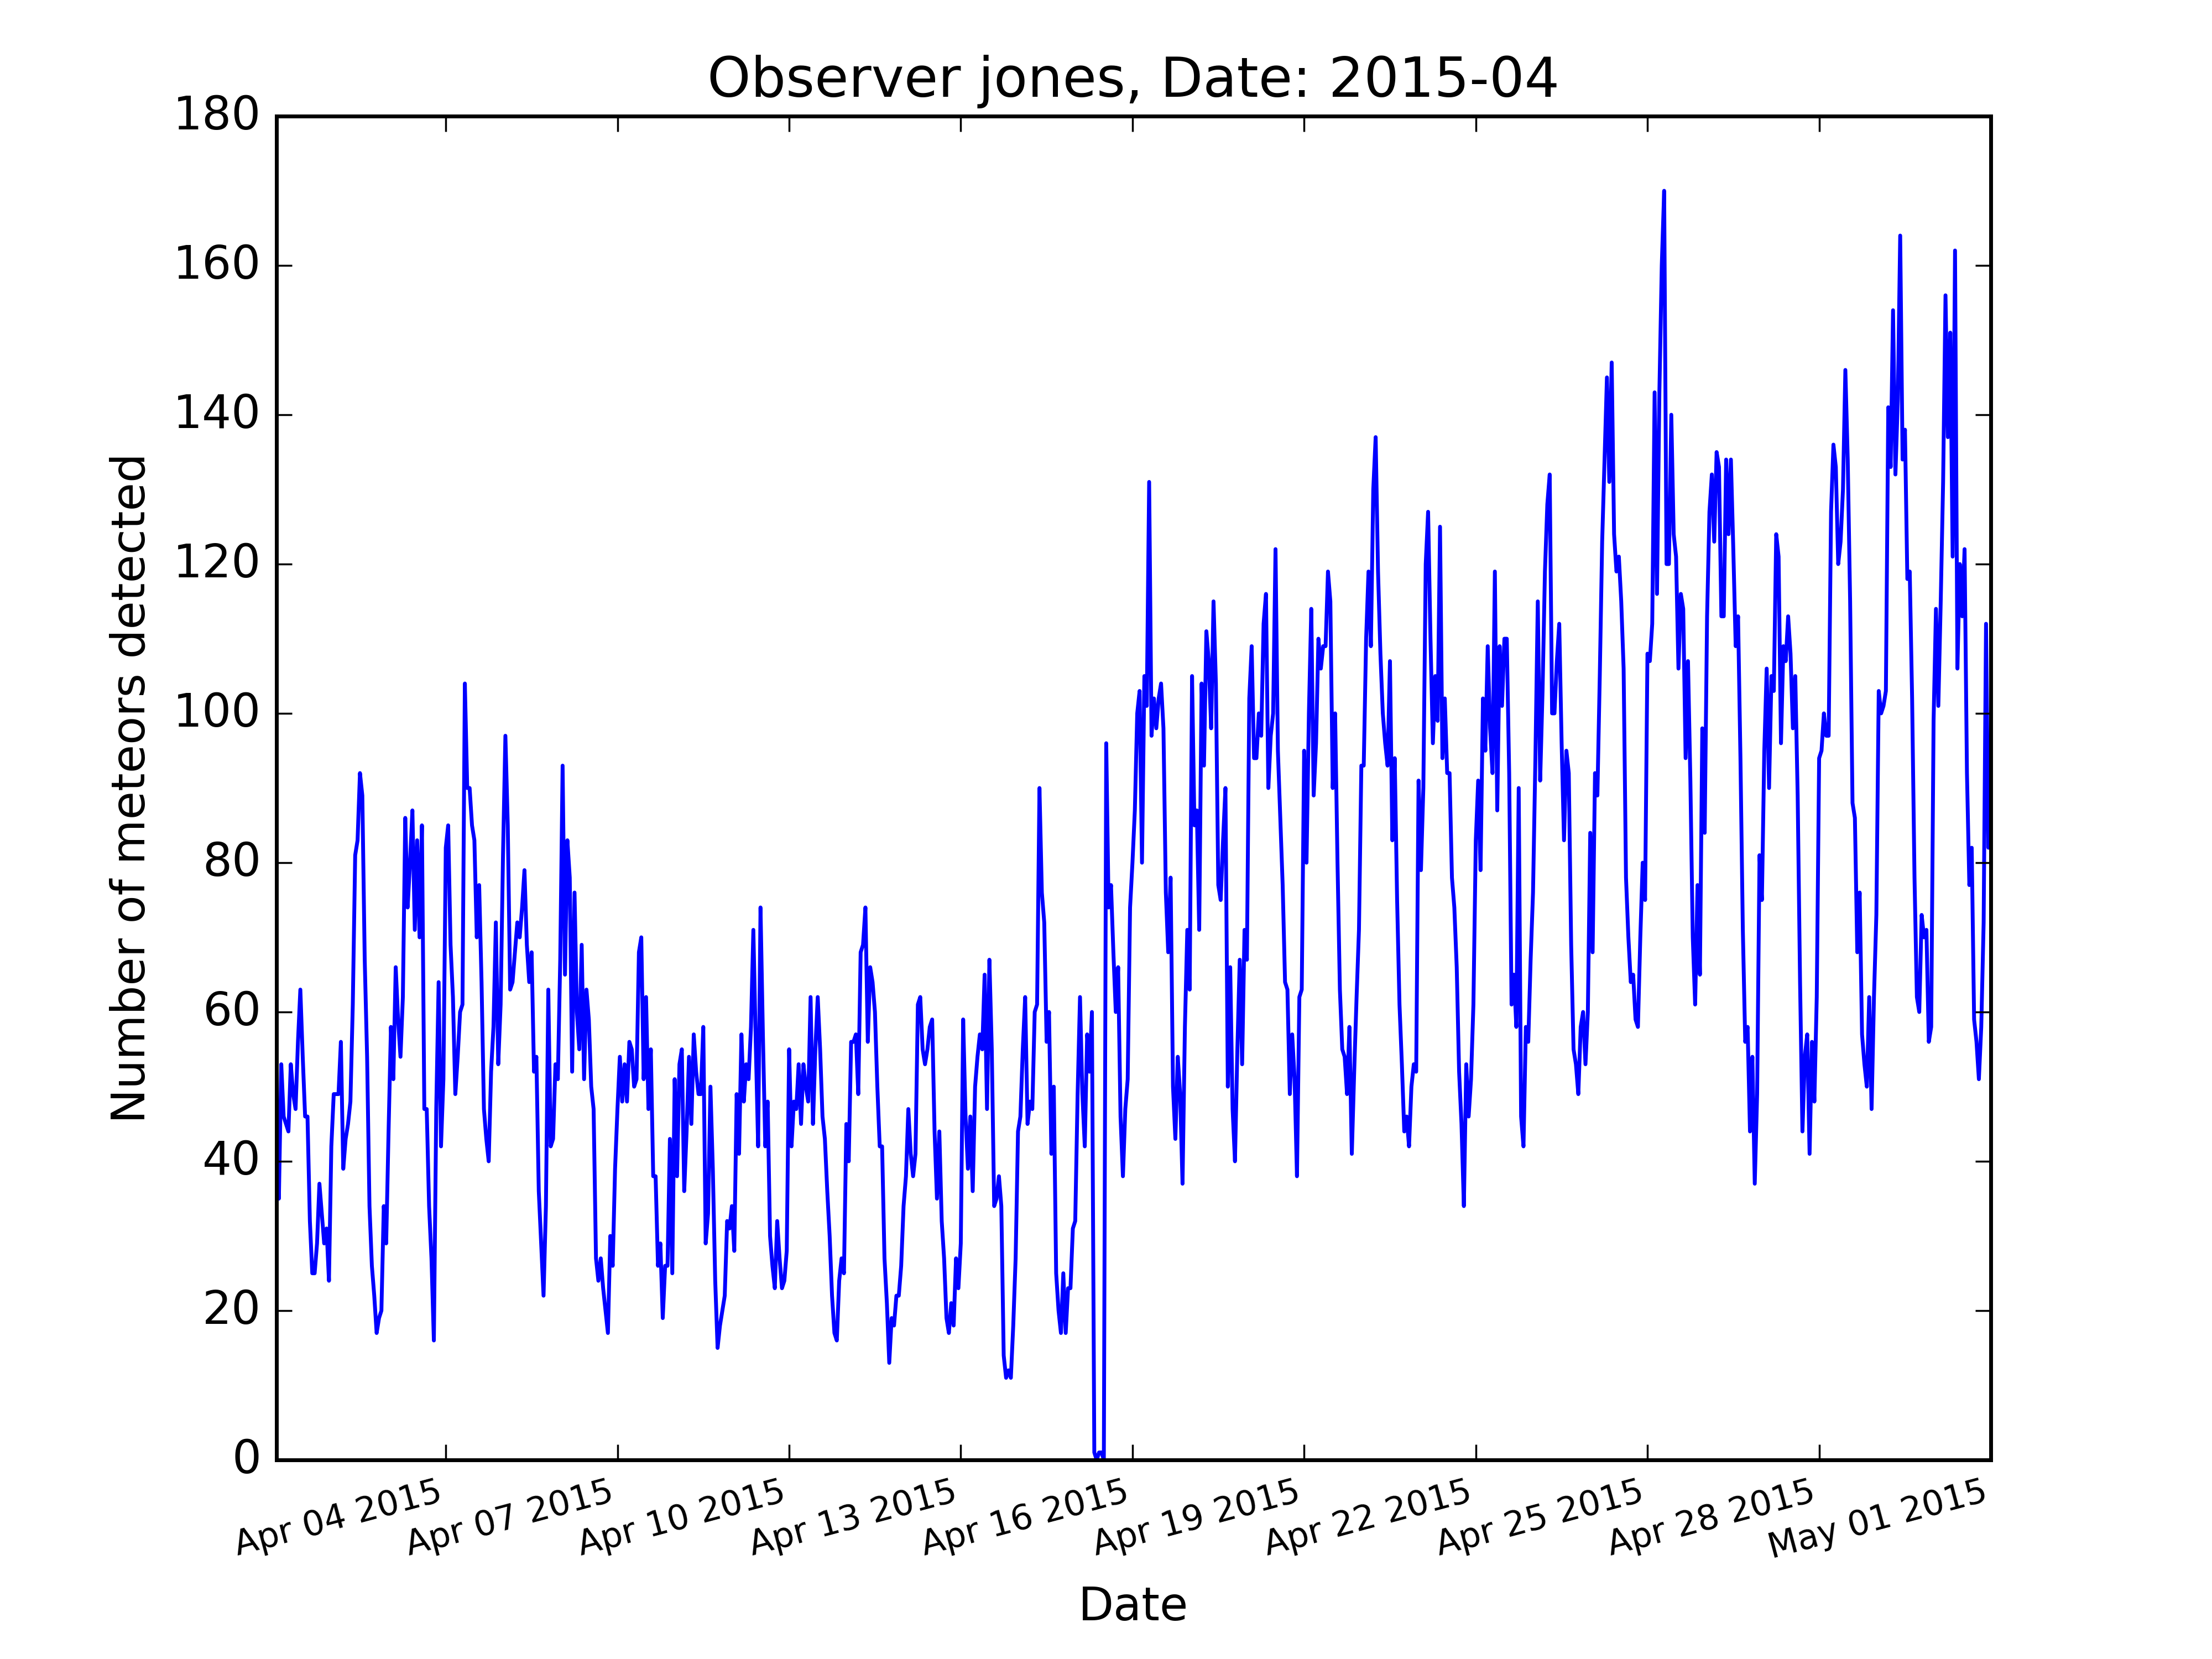 Observer jones, Date: 2015-04
180
160
140
120
100
80
60
40
20
0
Number of meteors detected
Apr 04 2015
Apr 07 2015
Apr 10 2015
Apr 13 2015
Apr 16 2015
Apr 19 2015
Apr 22 2015
Apr 25 2015
Apr 28 2015
May 01 2015
Date